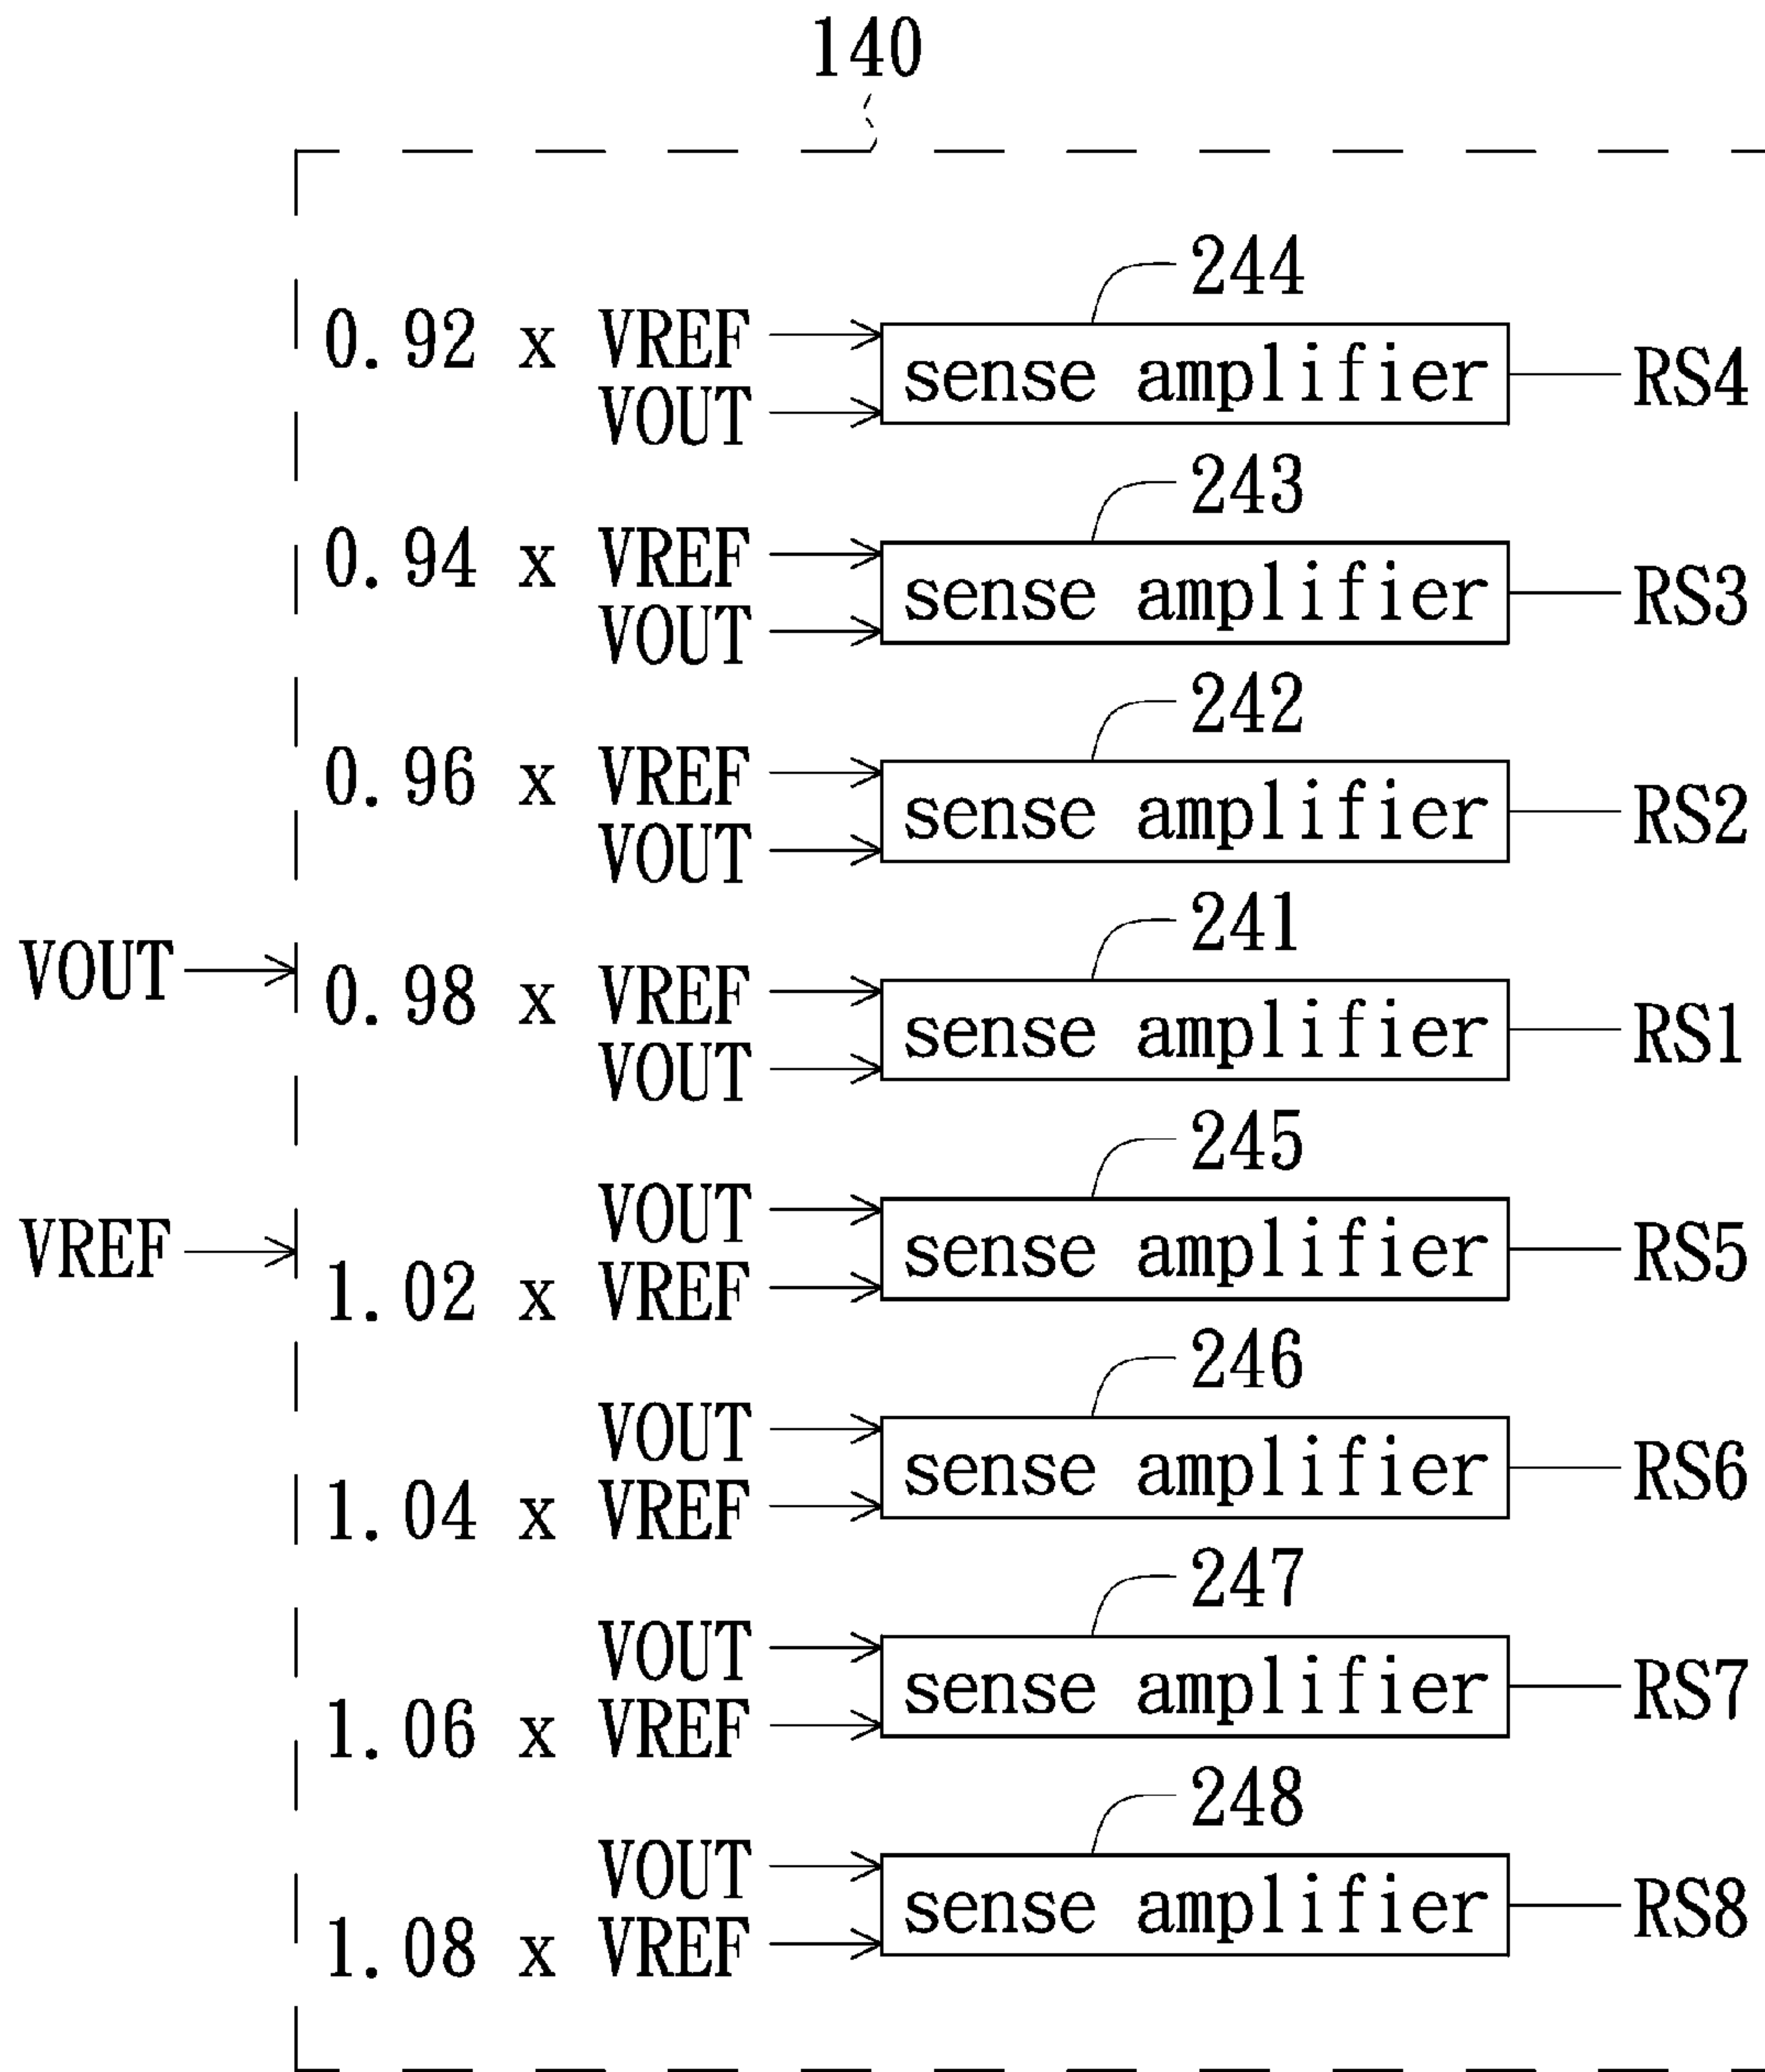 140
244
0.92 x VREF
VOUT
sense amplifier
RS4
243
0.94 x VREF
VOUT
sense amplifier
RS3
242
0.96 x VREF
VOUT
sense amplifier
RS2
241
VOUT
0.98 x VREF
VOUT
sense amplifier
RS1
245
VREF
VOUT
1.02 x VREF
sense amplifier
RS5
246
VOUT
1.04 x VREF
sense amplifier
RS6
247
VOUT
1.06 x VREF
sense amplifier
RS7
248
VOUT
1.08 x VREF
sense amplifier
RS8